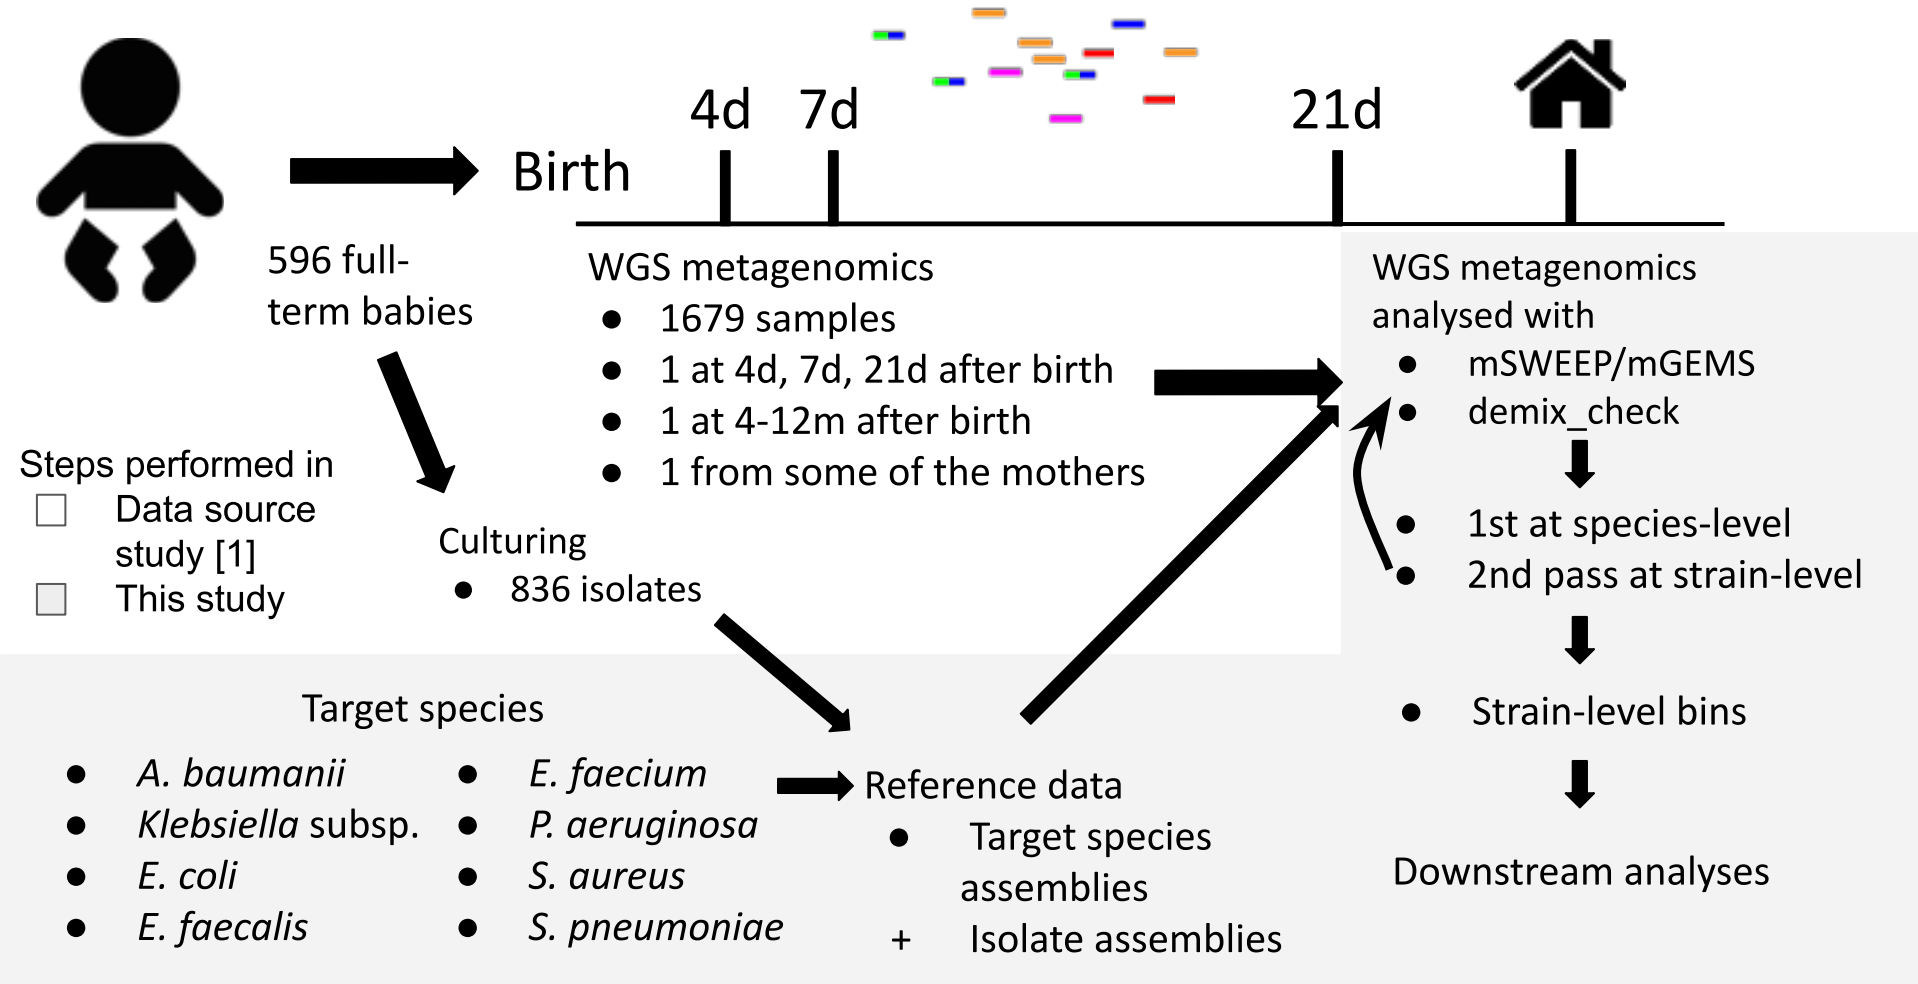 4d 7d 21d
Birth
596 full-
term babies
WGS metagenomics
● 1679 samples
● 1 at 4d, 7d, 21d after birth
● 1 at 4-12m after birth
● 1 from some of the mothers
WGS metagenomics
analysed with
● mSWEEP/mGEMS
● demix_check
● 1st at species-level
● 2nd pass at strain-level
● Strain-level bins
Downstream analyses
Steps performed in
Data source
study [1]
This study
Culturing
● 836 isolates
Target species
● A. baumanii
● Klebsiella subsp.
● E. coli
● E. faecalis
● E. faecium
● P. aeruginosa
● S. aureus
● S. pneumoniae
Reference data
● Target species
assemblies
+ Isolate assemblies